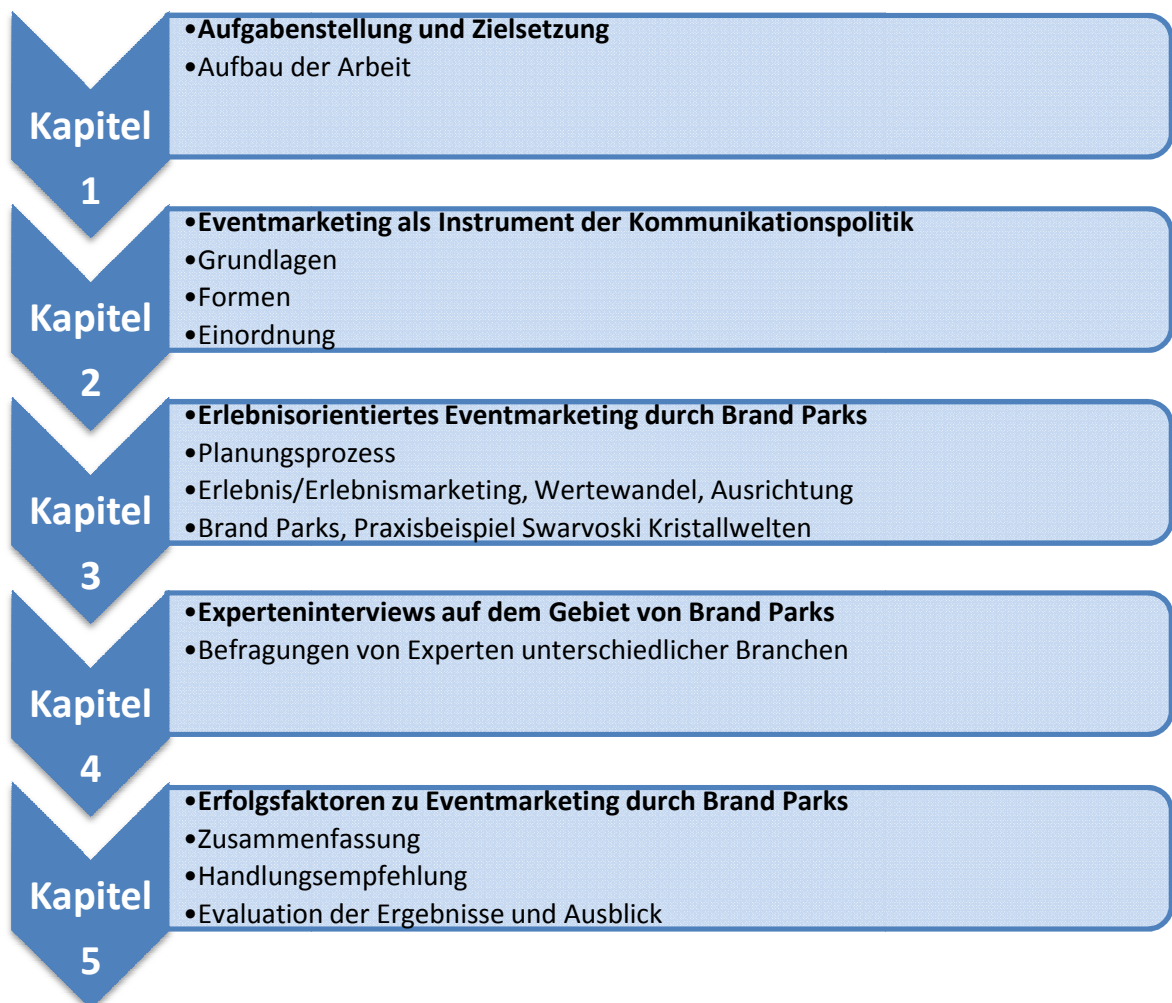 Kapitel
1
•Aufgabenstellung und Zielsetzung
•Aufbau der Arbeit
Kapitel
2
•Eventmarketing als Instrument der Kommunikationspolitik
•Grundlagen
•Formen
•Einordnung
Kapitel
3
•Erlebnisorientiertes Eventmarketing durch Brand Parks
•Planungsprozess
•Erlebnis/Erlebnismarketing, Wertewandel, Ausrichtung
•Brand Parks, Praxisbeispiel Swarvoski Kristallwelten
Kapitel
4
•Experteninterviews auf dem Gebiet von Brand Parks
•Befragungen von Experten unterschiedlicher Branchen
Kapitel
5
•Erfolgsfaktoren zu Eventmarketing durch Brand Parks
•Zusammenfassung
•Handlungsempfehlung
•Evaluation der Ergebnisse und Ausblick